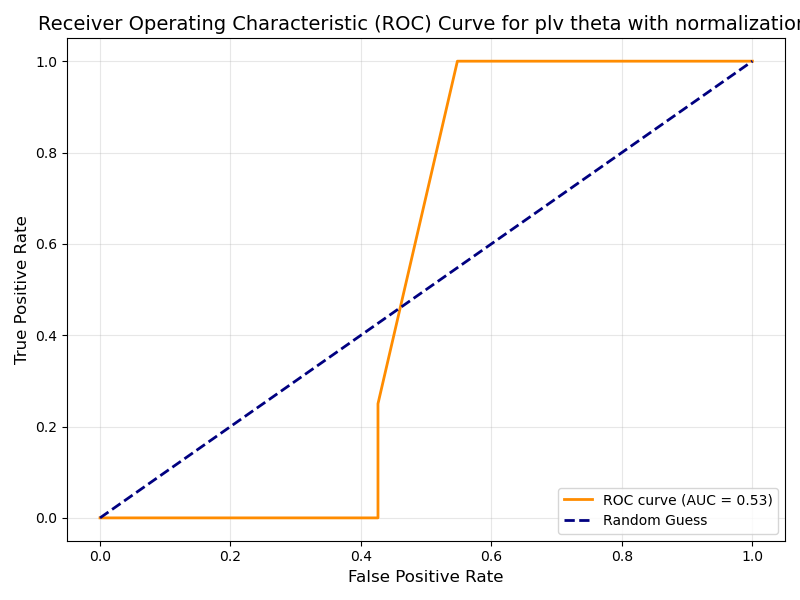 Receiver Operating Characteristic (ROC) Curve for plv theta with normalization
1.0
0.8
0.6
0.4
0.2
0.0
True Positive Rate
0.0 0.2 0.4 0.6 0.8 1.0
False Positive Rate
ROC curve (AUC = 0.53)
Random Guess